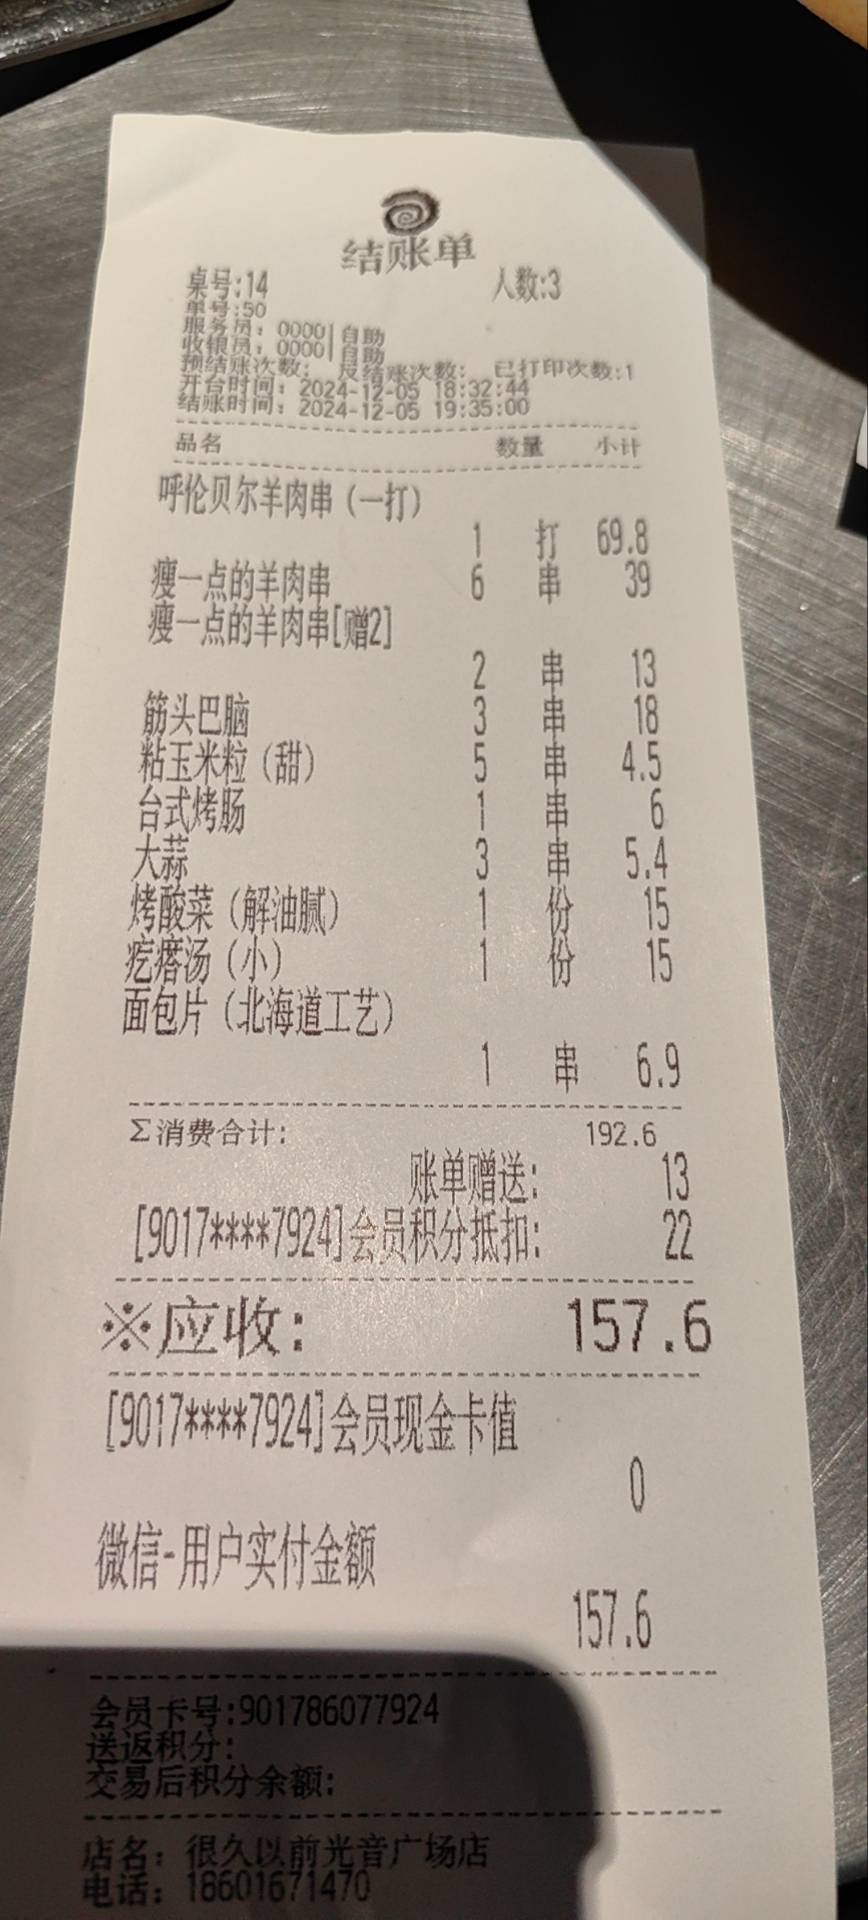 结账单
桌号:14 人数:3
单号:50
服务员: 0000|自助
收银员: 0000|自助
预结账次数: 反结账次数: 已打印次数:1
开台时间: 2024-12-05 18:32:44
结账时间: 2024-12-05 19:35:00
品名 数量 小计
呼伦贝尔羊肉串(一打)
1 打 69.8
瘦一点的羊肉串 6 串 39
瘦一点的羊肉串[赠2]
2 串 13
筋头巴脑 3 串 18
粘玉米粒(甜) 5 串 4.5
台式烤肠 1 串 6
大蒜 3 串 5.4
烤酸菜(解油腻) 1 份 15
疙瘩汤(小) 1 份 15
面包片(北海道工艺)
1 串 6.9
Σ消费合计: 192.6
账单赠送: 13
[9017****7924]会员积分抵扣: 22
※应收: 157.6
[9017****7924]会员现金卡值
0
微信-用户实付金额
157.6
会员卡号:901786077924
送返积分:
交易后积分余额:
店名: 很久以前光音广场店
电话: 18601671470